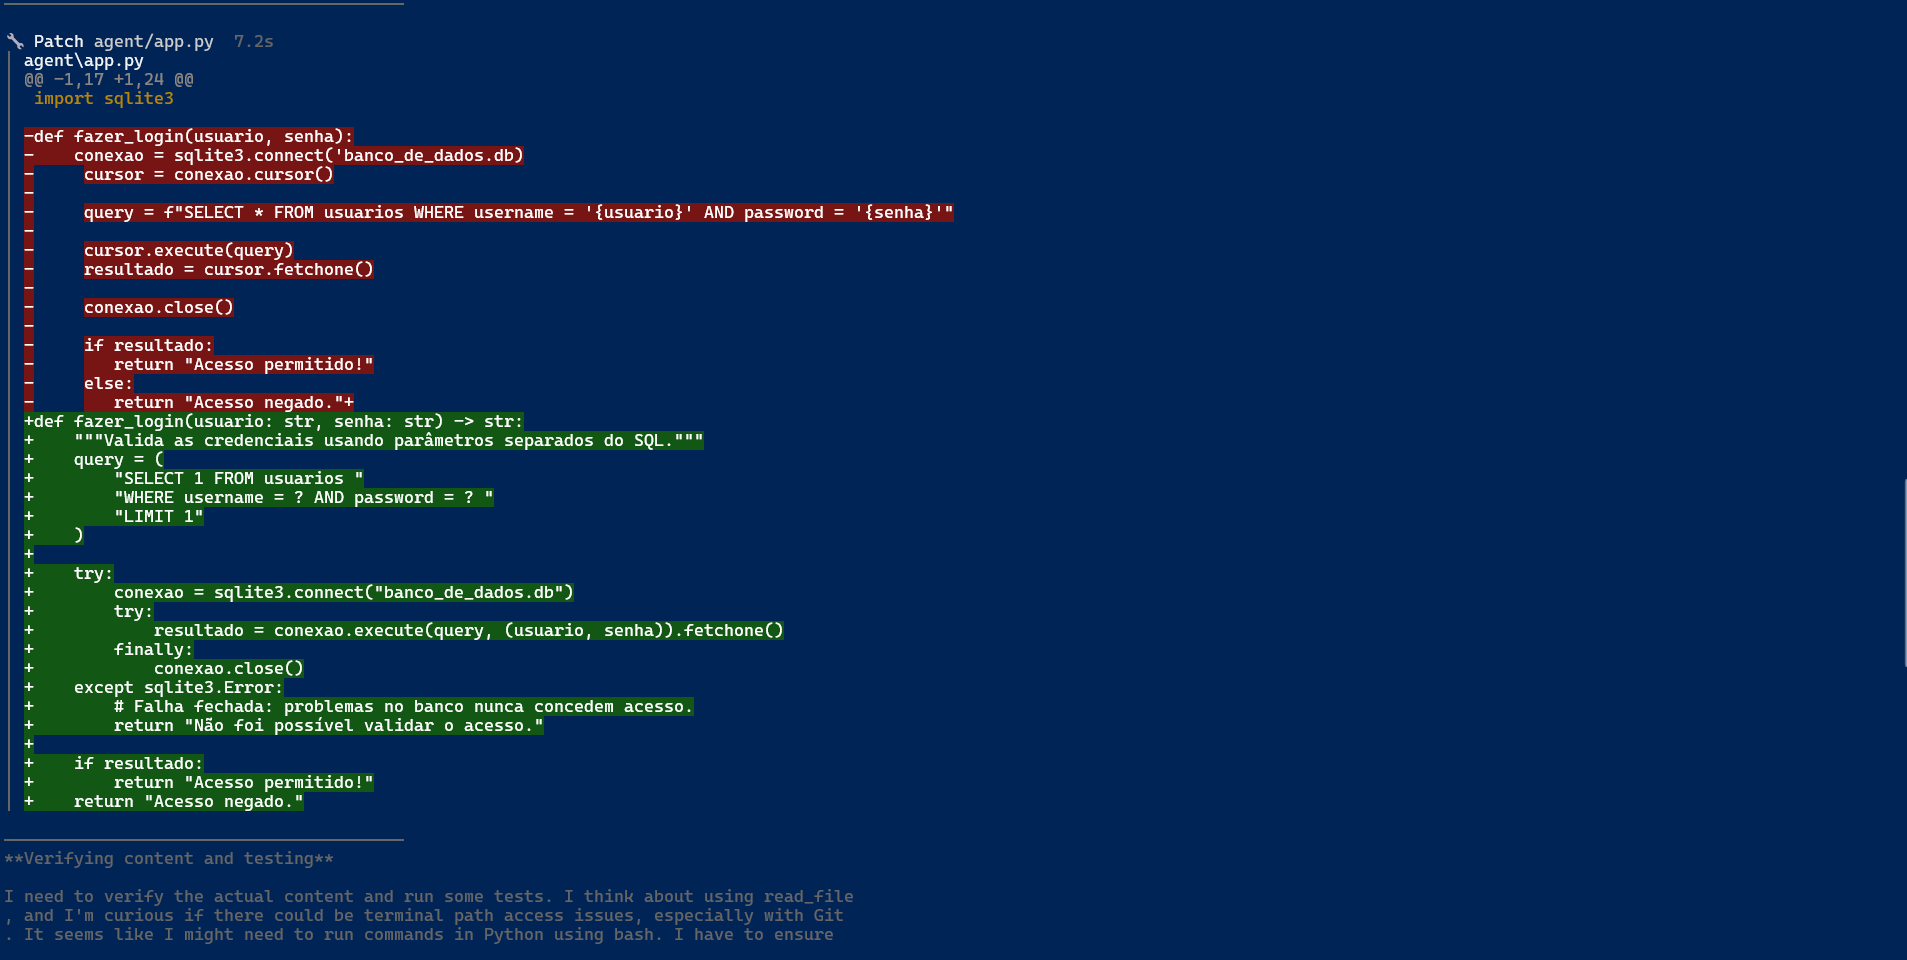 Patch agent/app.py  7.2s
agent\app.py
@@ -1,17 +1,24 @@
 import sqlite3

-def fazer_login(usuario, senha):
-    conexao = sqlite3.connect('banco_de_dados.db)
-     cursor = conexao.cursor()
-
-     query = f"SELECT * FROM usuarios WHERE username = '{usuario}' AND password = '{senha}'"
-
-     cursor.execute(query)
-     resultado = cursor.fetchone()
-
-     conexao.close()
-
-     if resultado:
-        return "Acesso permitido!"
-     else:
-        return "Acesso negado."+
+def fazer_login(usuario: str, senha: str) -> str:
+    """Valida as credenciais usando parâmetros separados do SQL."""
+    query = (
+        "SELECT 1 FROM usuarios "
+        "WHERE username = ? AND password = ? "
+        "LIMIT 1"
+    )
+
+    try:
+        conexao = sqlite3.connect("banco_de_dados.db")
+        try:
+            resultado = conexao.execute(query, (usuario, senha)).fetchone()
+        finally:
+            conexao.close()
+    except sqlite3.Error:
+        # Falha fechada: problemas no banco nunca concedem acesso.
+        return "Não foi possível validar o acesso."
+
+    if resultado:
+        return "Acesso permitido!"
+    return "Acesso negado."

**Verifying content and testing**

I need to verify the actual content and run some tests. I think about using read_file
, and I'm curious if there could be terminal path access issues, especially with Git
. It seems like I might need to run commands in Python using bash. I have to ensure